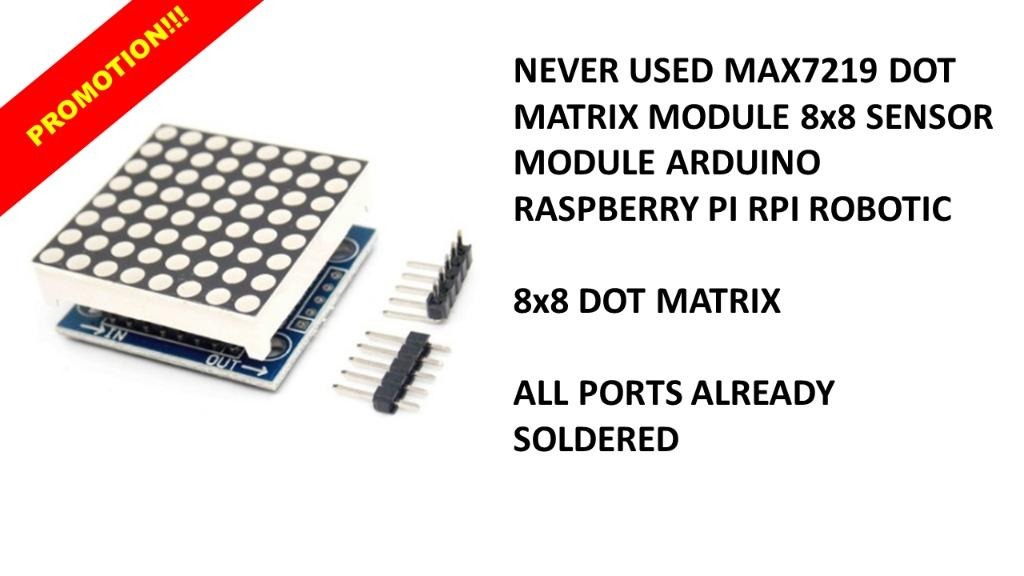 PROMOTION!!!
NEVER USED MAX7219 DOT
MATRIX MODULE 8x8 SENSOR
MODULE ARDUINO
RASPBERRY PI RPI ROBOTIC
8x8 DOT MATRIX
ALL PORTS ALREADY
SOLDERED
IN
OUT